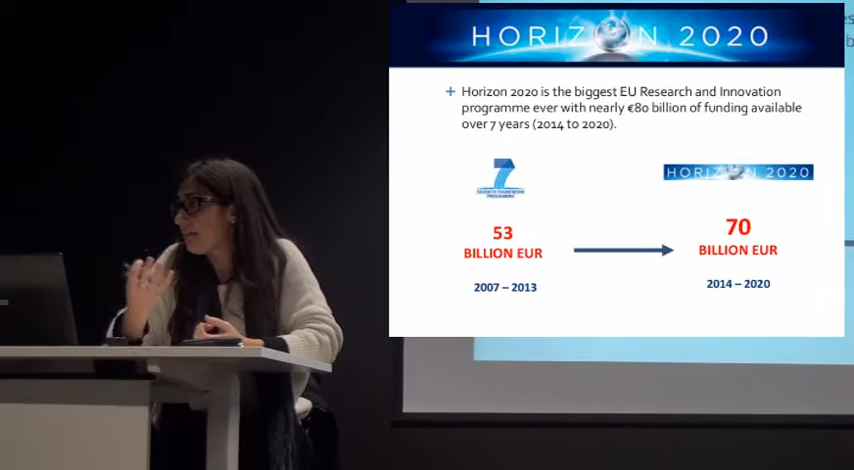 HORIZON 2020
+ Horizon 2020 is the biggest EU Research and Innovation
programme ever with nearly €80 billion of funding available
over 7 years (2014 to 2020).
7
SEVENTH FRAMEWORK
PROGRAMME
HORIZON 2020
53
BILLION EUR
2007 – 2013
70
BILLION EUR
2014 – 2020